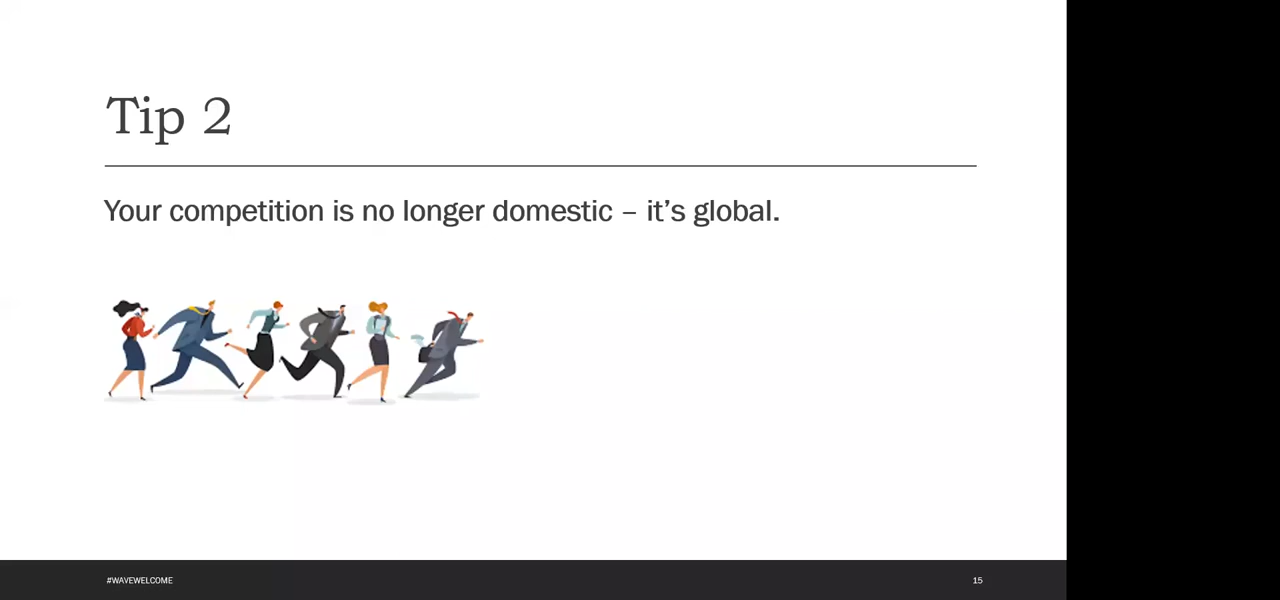 Tip 2
Your competition is no longer domestic – it’s global.
#WAVEWELCOME
15